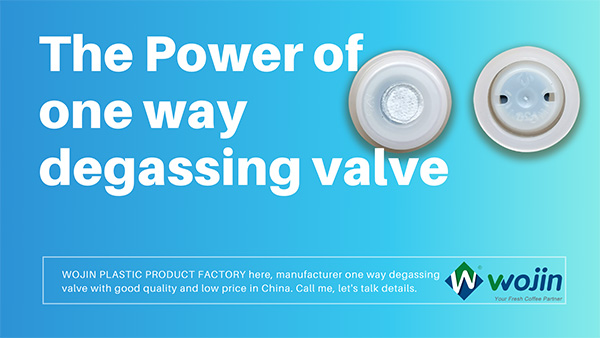 The Power of
one way
degassing valve
WOJIN PLASTIC PRODUCT FACTORY here, manufacturer one way degassing
valve with good quality and low price in China. Call me, let's talk details.
W®
wojin
Your Fresh Coffee Partner